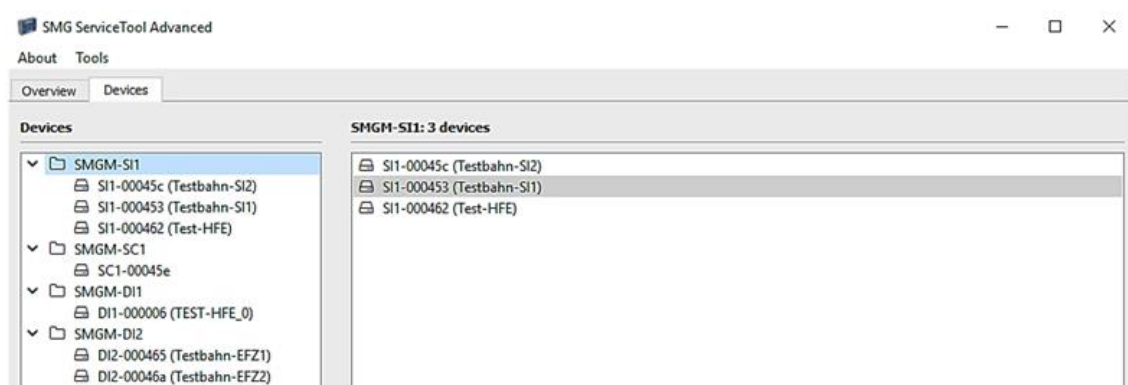 SMG ServiceTool Advanced
About Tools
Overview Devices
Devices
SMGM-SI1
SI1-00045c (Testbahn-SI2)
SI1-000453 (Testbahn-SI1)
SI1-000462 (Test-HFE)
SMGM-SC1
SC1-00045e
SMGM-DI1
DI1-000006 (TEST-HFE_0)
SMGM-DI2
DI2-000465 (Testbahn-EFZ1)
DI2-00046a (Testbahn-EFZ2)
SMGM-SI1: 3 devices
SI1-00045c (Testbahn-SI2)
SI1-000453 (Testbahn-SI1)
SI1-000462 (Test-HFE)